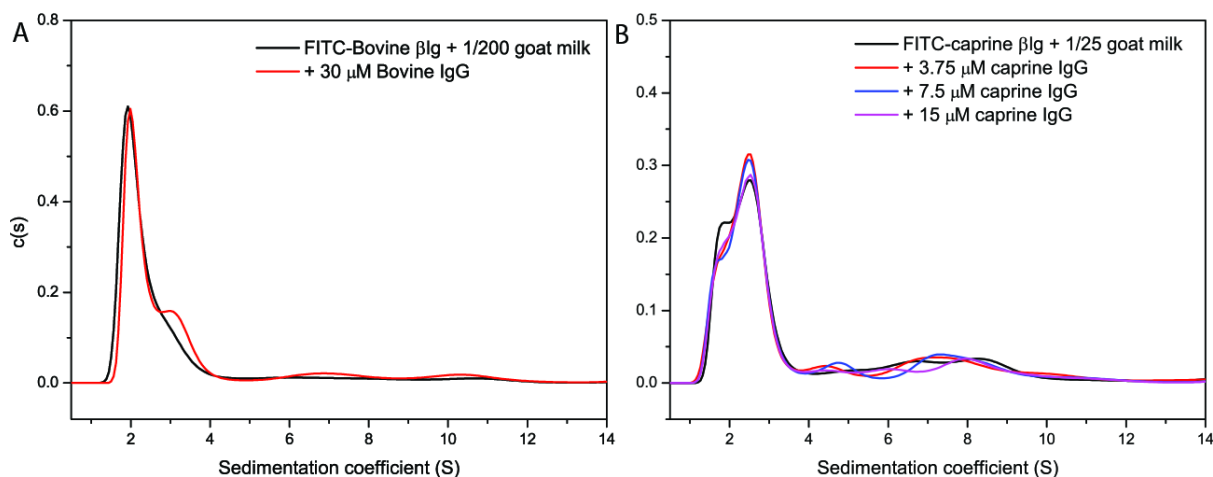 A
0.8
0.6
0.4
0.2
0.0
c(s)
2
4
6
8
10
12
14
Sedimentation coefficient (S)
FITC-Bovine βlg + 1/200 goat milk
+ 30 μM Bovine IgG
B
0.5
0.4
0.3
0.2
0.1
0.0
2
4
6
8
10
12
14
Sedimentation coefficient (S)
FITC-caprine βlg + 1/25 goat milk
+ 3.75 μM caprine IgG
+ 7.5 μM caprine IgG
+ 15 μM caprine IgG